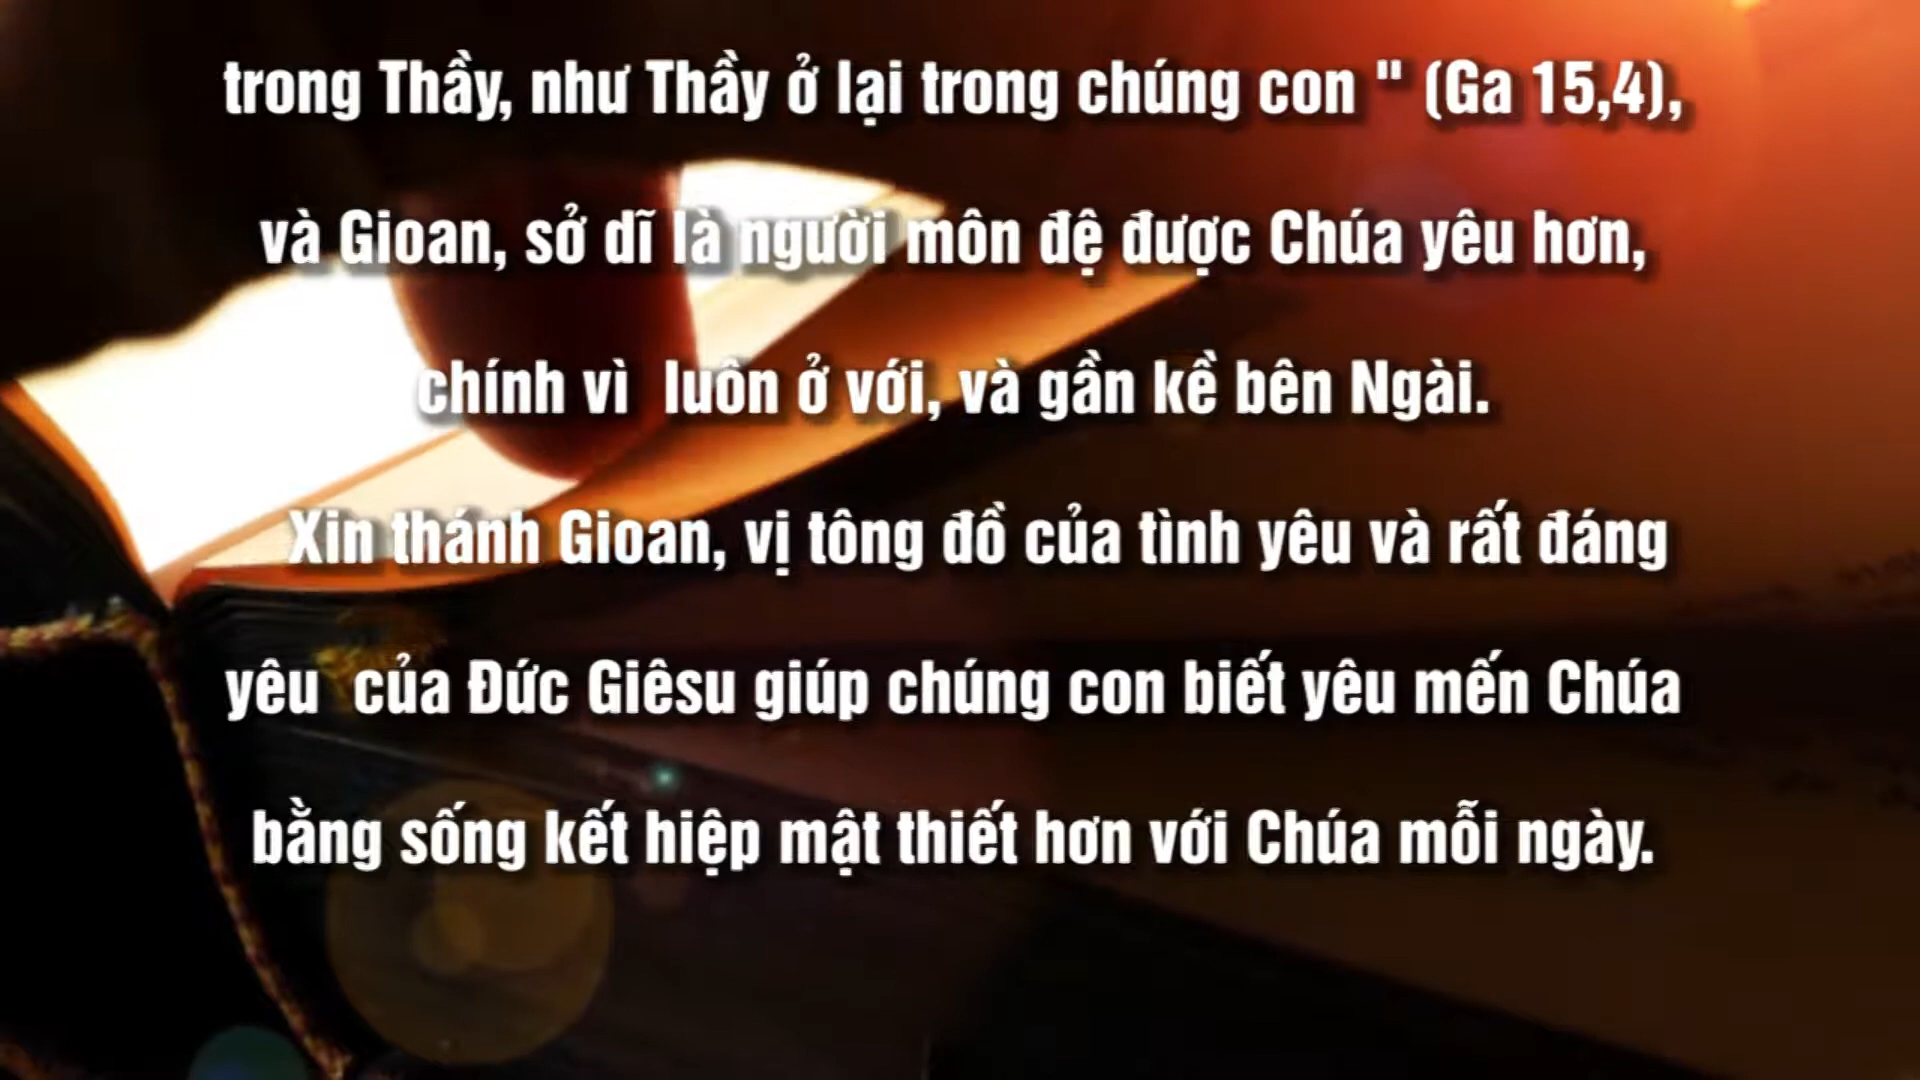 trong Thầy, như Thầy ở lại trong chúng con " (Ga 15,4),
và Gioan, sở dĩ là người môn đệ được Chúa yêu hơn,
chính vì  luôn ở với, và gần kề bên Ngài.
Xin thánh Gioan, vị tông đồ của tình yêu và rất đáng
yêu  của Đức Giêsu giúp chúng con biết yêu mến Chúa
bằng sống kết hiệp mật thiết hơn với Chúa mỗi ngày.